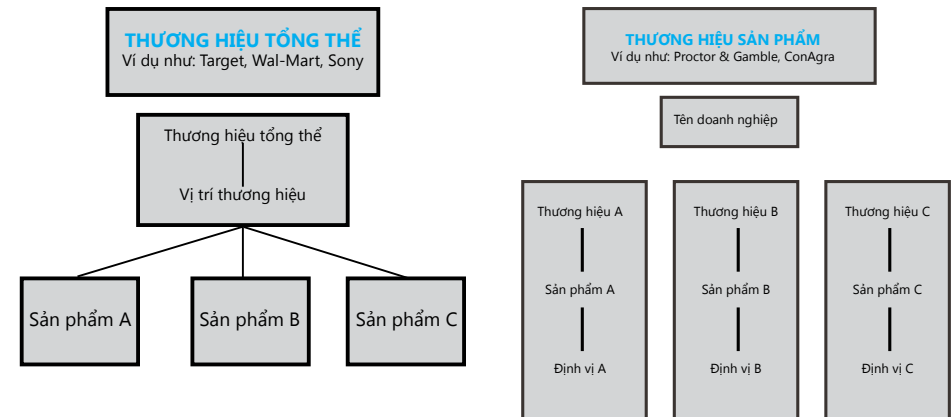 THƯƠNG HIỆU TỔNG THỂ
Ví dụ như: Target, Wal-Mart, Sony
Thương hiệu tổng thể
Vị trí thương hiệu
Sản phẩm A
Sản phẩm B
Sản phẩm C
THƯƠNG HIỆU SẢN PHẨM
Ví dụ như: Proctor & Gamble, ConAgra
Tên doanh nghiệp
Thương hiệu A
Sản phẩm A
Định vị A
Thương hiệu B
Sản phẩm B
Định vị B
Thương hiệu C
Sản phẩm C
Định vị C